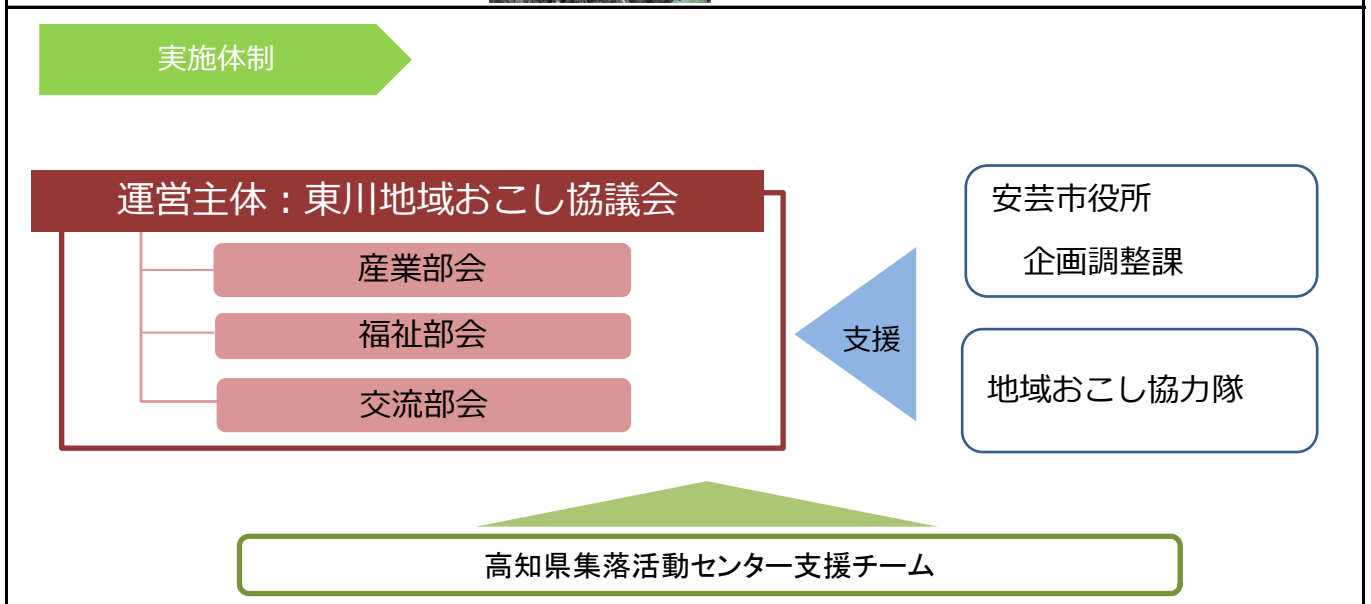 実施体制
運営主体：東川地域おこし協議会
産業部会
福祉部会
交流部会
支援
安芸市役所
企画調整課
地域おこし協力隊
高知県集落活動センター支援チーム